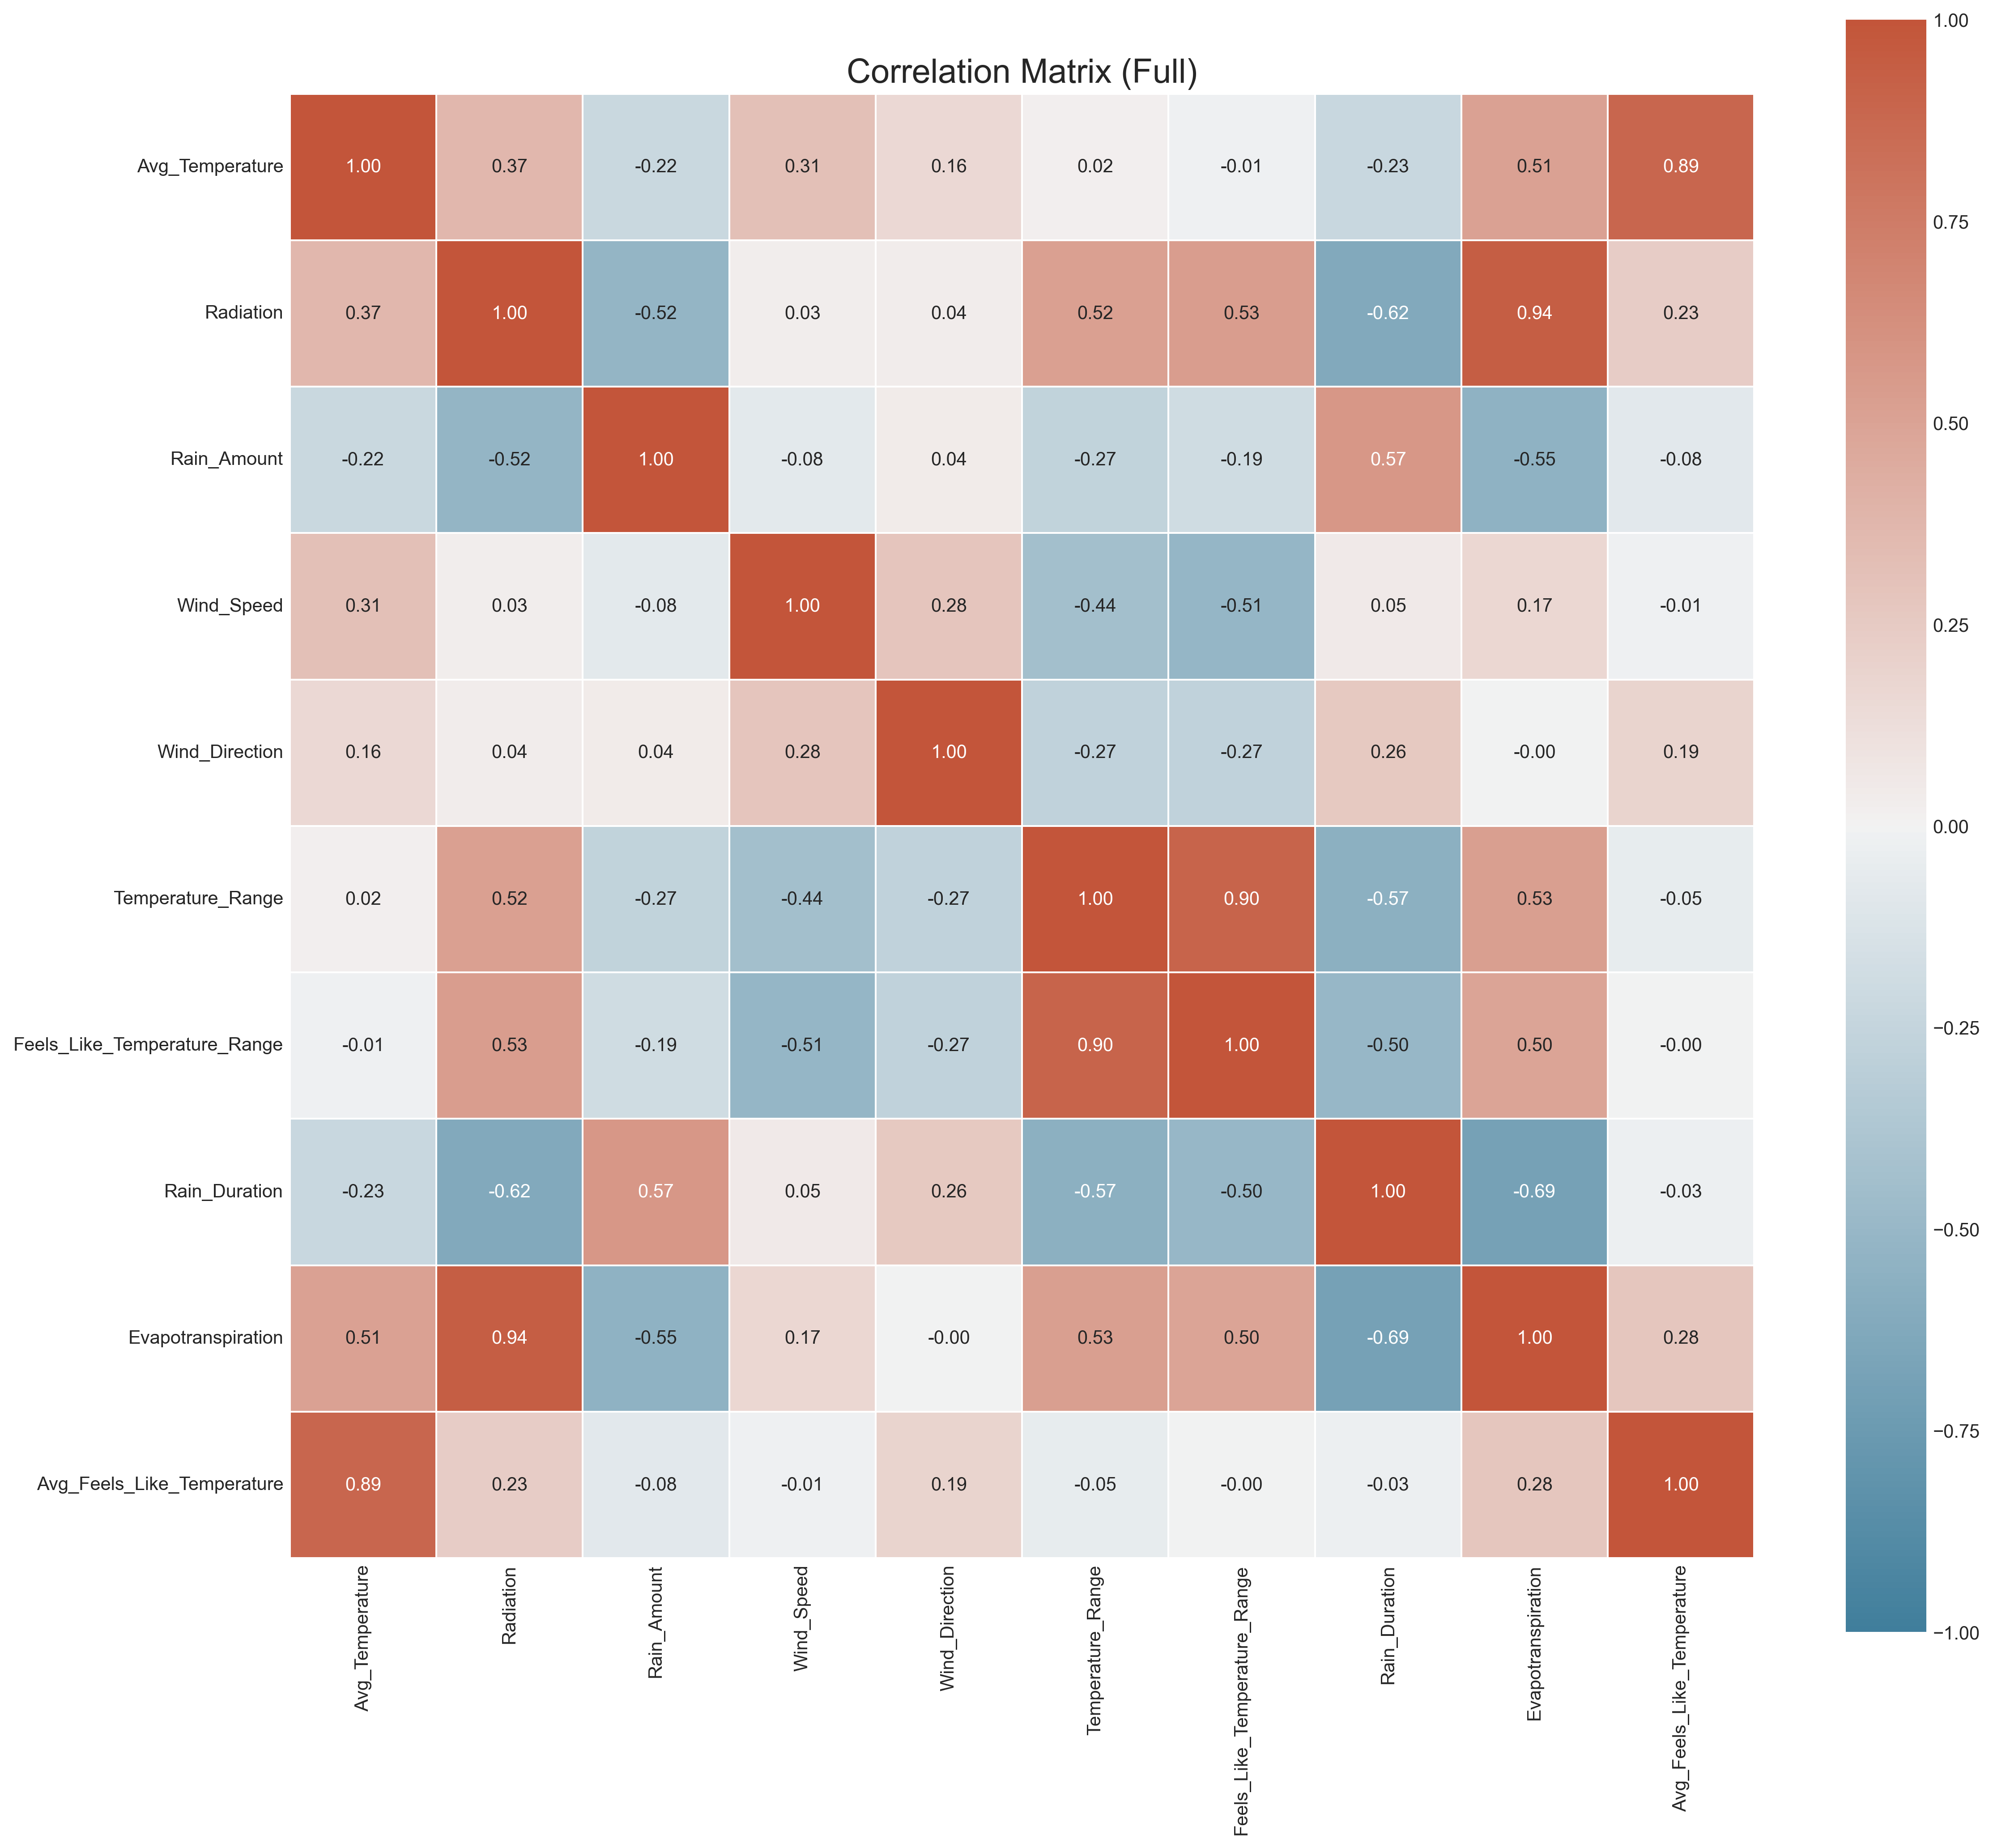 Correlation Matrix (Full)
Avg_Temperature 1.00 0.37 -0.22 0.31 0.16 0.02 -0.01 -0.23 0.51 0.89
Radiation 0.37 1.00 -0.52 0.03 0.04 0.52 0.53 -0.62 0.94 0.23
Rain_Amount -0.22 -0.52 1.00 -0.08 0.04 -0.27 -0.19 0.57 -0.55 -0.08
Wind_Speed 0.31 0.03 -0.08 1.00 0.28 -0.44 -0.51 0.05 0.17 -0.01
Wind_Direction 0.16 0.04 0.04 0.28 1.00 -0.27 -0.27 0.26 -0.00 0.19
Temperature_Range 0.02 0.52 -0.27 -0.44 -0.27 1.00 0.90 -0.57 0.53 -0.05
Feels_Like_Temperature_Range -0.01 0.53 -0.19 -0.51 -0.27 0.90 1.00 -0.50 0.50 -0.00
Rain_Duration -0.23 -0.62 0.57 0.05 0.26 -0.57 -0.50 1.00 -0.69 -0.03
Evapotranspiration 0.51 0.94 -0.55 0.17 -0.00 0.53 0.50 -0.69 1.00 0.28
Avg_Feels_Like_Temperature 0.89 0.23 -0.08 -0.01 0.19 -0.05 -0.00 -0.03 0.28 1.00
Avg_Temperature
Radiation
Rain_Amount
Wind_Speed
Wind_Direction
Temperature_Range
Feels_Like_Temperature_Range
Rain_Duration
Evapotranspiration
Avg_Feels_Like_Temperature
1.00
0.75
0.50
0.25
0.00
−0.25
−0.50
−0.75
−1.00